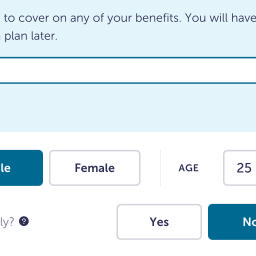 to cover on any of your benefits. You will have
plan later.
le Female AGE 25
ly? ?
Yes No